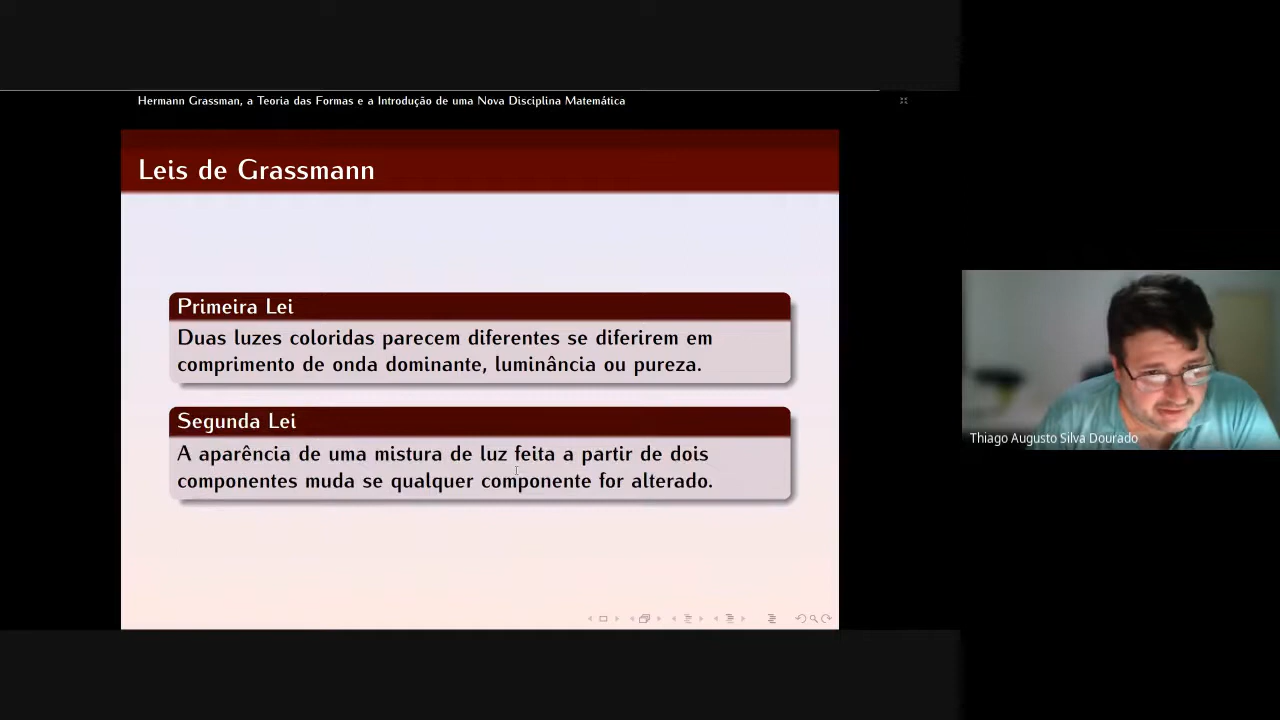 Hermann Grassman, a Teoria das Formas e a Introdução de uma Nova Disciplina Matemática
Leis de Grassmann
Primeira Lei
Duas luzes coloridas parecem diferentes se diferirem em
comprimento de onda dominante, luminância ou pureza.
Segunda Lei
A aparência de uma mistura de luz feita a partir de dois
componentes muda se qualquer componente for alterado.
Thiago Augusto Silva Dourado